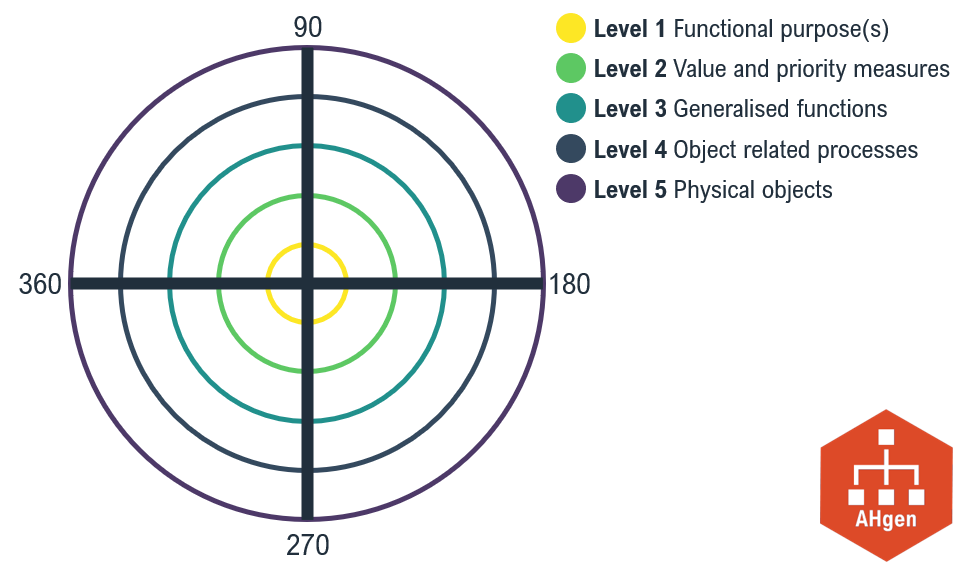 90
360
180
270
Level 1 Functional purpose(s)
Level 2 Value and priority measures
Level 3 Generalised functions
Level 4 Object related processes
Level 5 Physical objects
AHgen